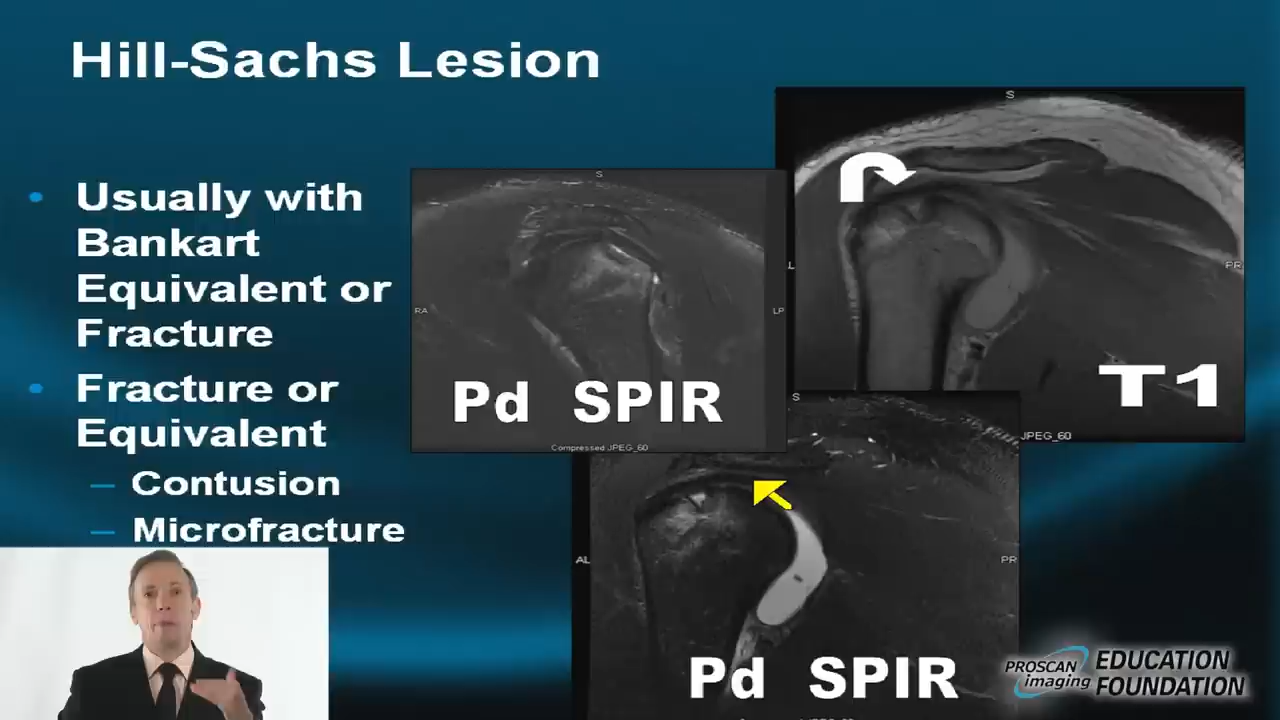 Hill-Sachs Lesion
• Usually with
Bankart
Equivalent or
Fracture
• Fracture or
Equivalent
– Contusion
– Microfracture
S
RA
LP
Pd SPIR
Compressed JPEG_60
S
L
PR
T1
JPEG_60
S
AL
PR
Pd SPIR
PROSCAN
imaging
EDUCATION
FOUNDATION